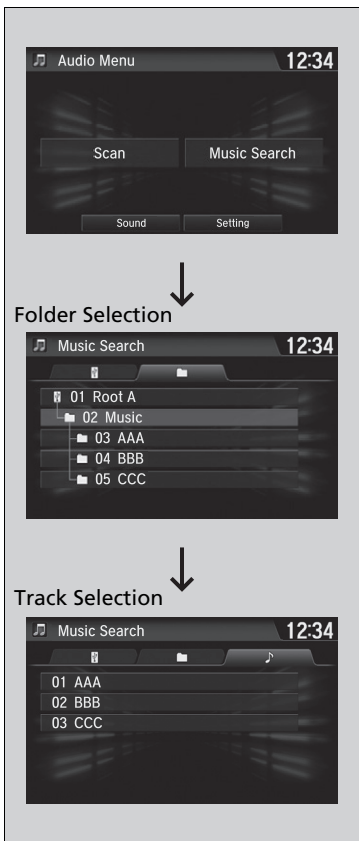 Audio Menu 12:34
Scan Music Search
Sound Setting
Folder Selection
Music Search 12:34
01 Root A
02 Music
03 AAA
04 BBB
05 CCC
Track Selection
Music Search 12:34
01 AAA
02 BBB
03 CCC